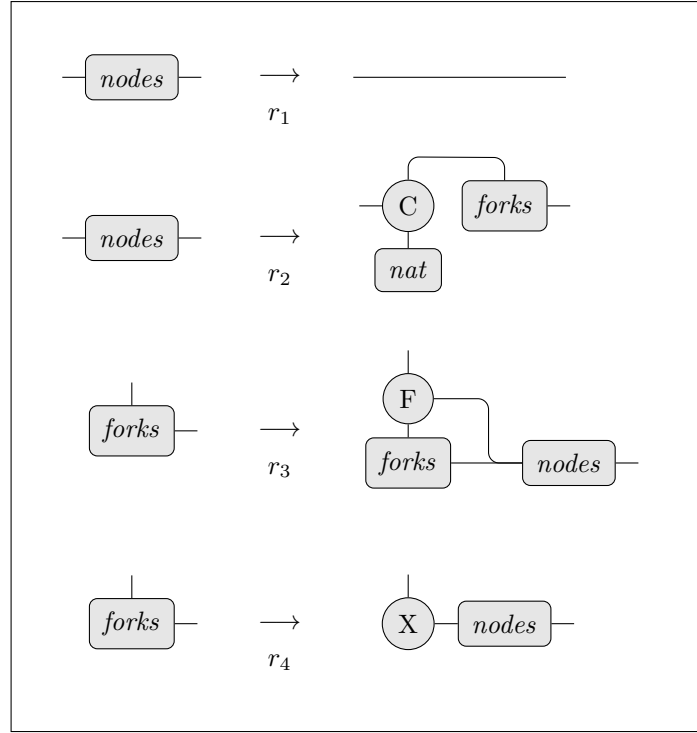 nodes ⟶
r₁
C forks
nodes ⟶
r₂
nat
F
forks ⟶ forks nodes
r₃
forks ⟶ X nodes
r₄